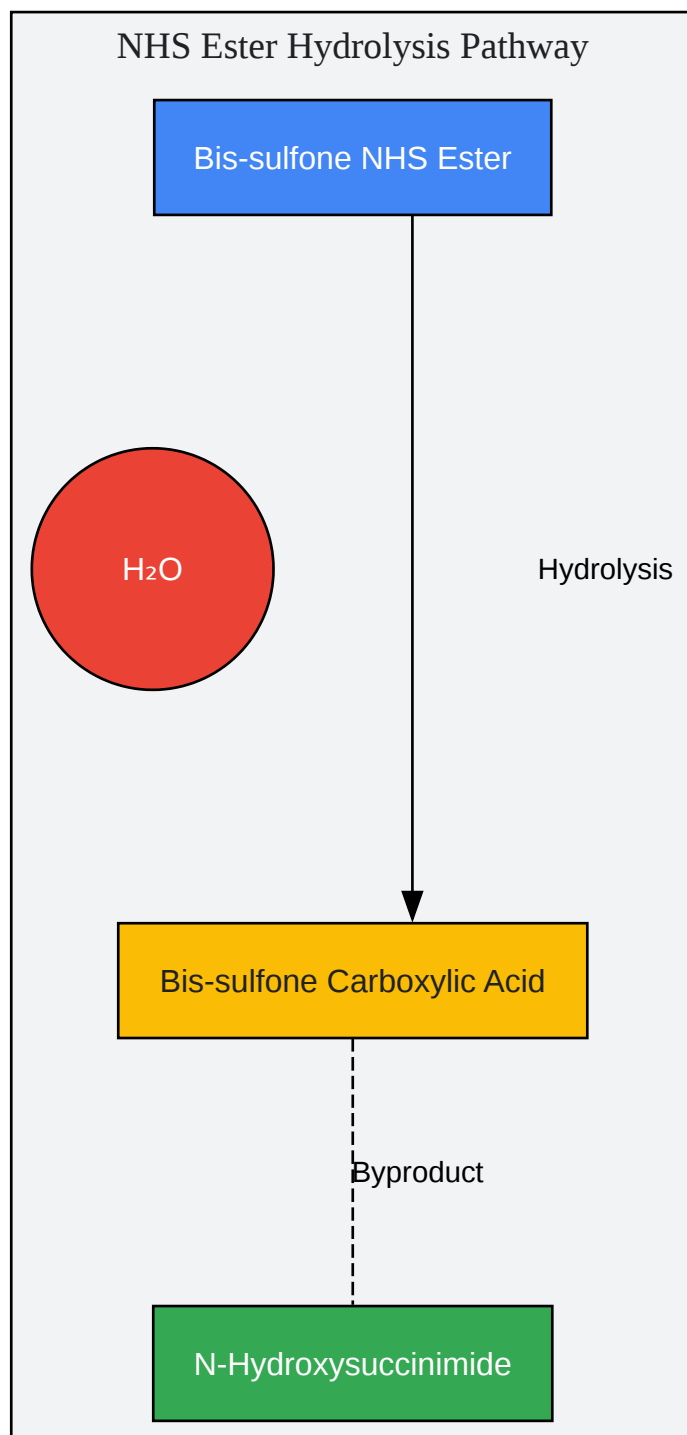 NHS Ester Hydrolysis Pathway
Bis-sulfone NHS Ester
H₂O
Hydrolysis
Bis-sulfone Carboxylic Acid
Byproduct
N-Hydroxysuccinimide